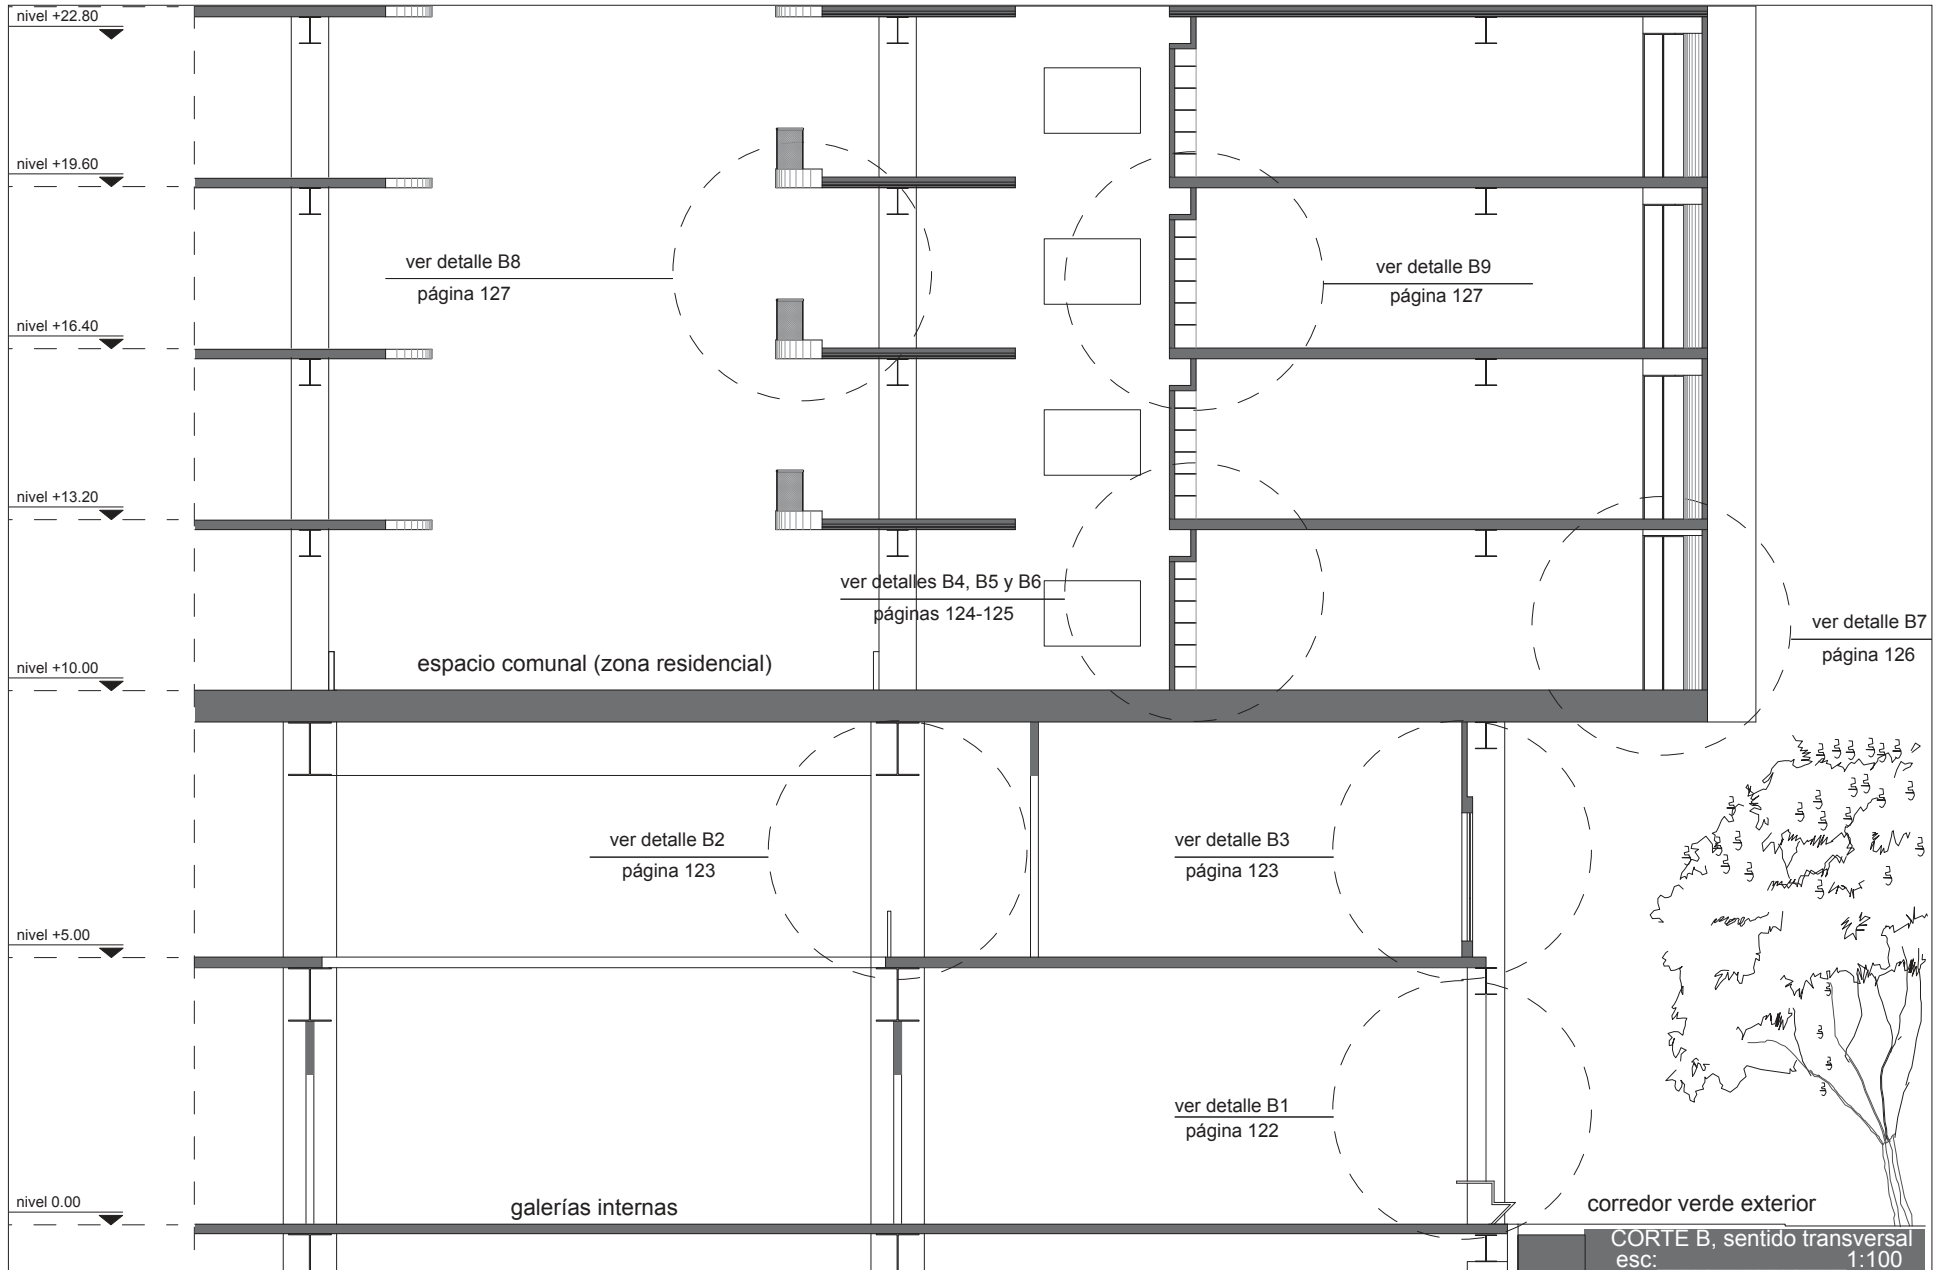 nivel +22.80
nivel +19.60
ver detalle B8
página 127
ver detalle B9
página 127
nivel +16.40
nivel +13.20
ver detalles B4, B5 y B6
páginas 124-125
ver detalle B7
página 126
espacio comunal (zona residencial)
nivel +10.00
ver detalle B2
página 123
ver detalle B3
página 123
nivel +5.00
ver detalle B1
página 122
nivel 0.00
galerías internas
corredor verde exterior
CORTE B, sentido transversal
esc: 1:100